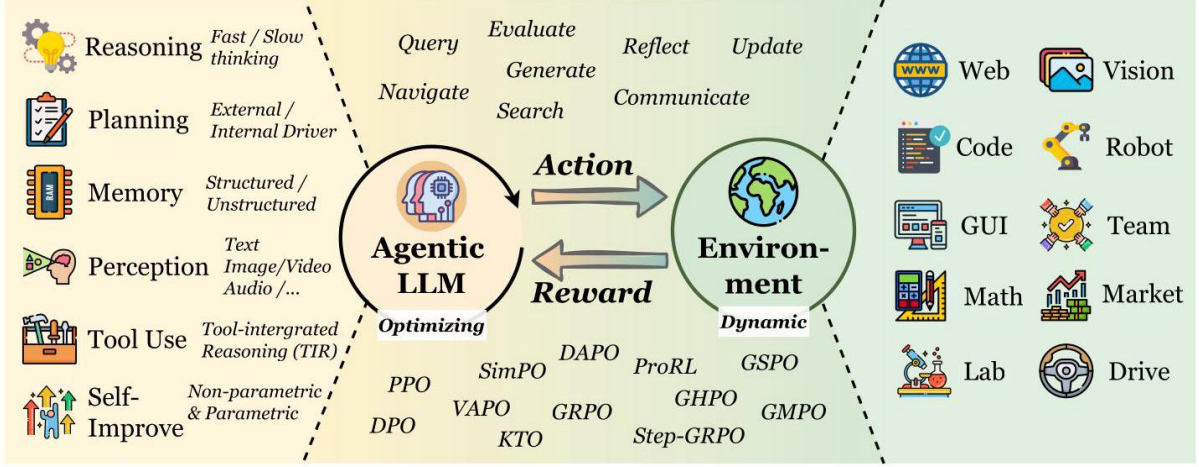 Reasoning
Fast / Slow
thinking
Planning
External /
Internal Driver
RAM
Memory
Structured /
Unstructured
Perception
Text
Image/Video
Audio /...
Tool Use
Tool-intergrated
Reasoning (TIR)
Self-
Improve
Non-parametric
& Parametric
Query
Evaluate
Reflect
Update
Generate
Navigate
Search
Communicate
Agentic
LLM
Optimizing
Action
Reward
Environ-
ment
Dynamic
PPO
SimPO
DAPO
ProRL
GSPO
DPO
VAPO
GRPO
GHPO
GMPO
KTO
Step-GRPO
WWW
Web
Vision
Code
Robot
GUI
Team
Math
Market
Lab
Drive